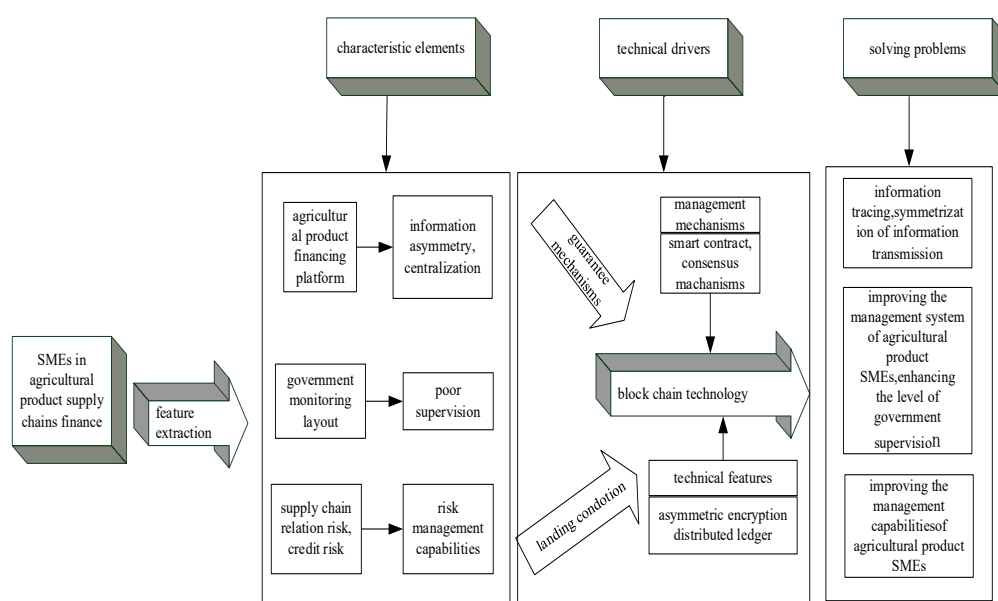 characteristic elements
technical drivers
solving problems
SMEs in
agricultural
product supply
chains finance
feature
extraction
agricultur
al product
financing
platform
information
asymmetry,
centralization
government
monitoring
layout
poor
supervision
supply chain
relation risk,
credit risk
risk
management
capabilities
guarantee
mechanisms
management
mechanisms
smart contract,
consensus
machanisms
block chain technology
landing condotion
technical features
asymmetric encryption
distributed ledger
information
tracing,symmetrizat
ion of information
transmission
improving the
management system
of agricultural
product
SMEs,enhancing
the level of
government
supervision
improving the
management
capabilitiesof
agricultural product
SMEs